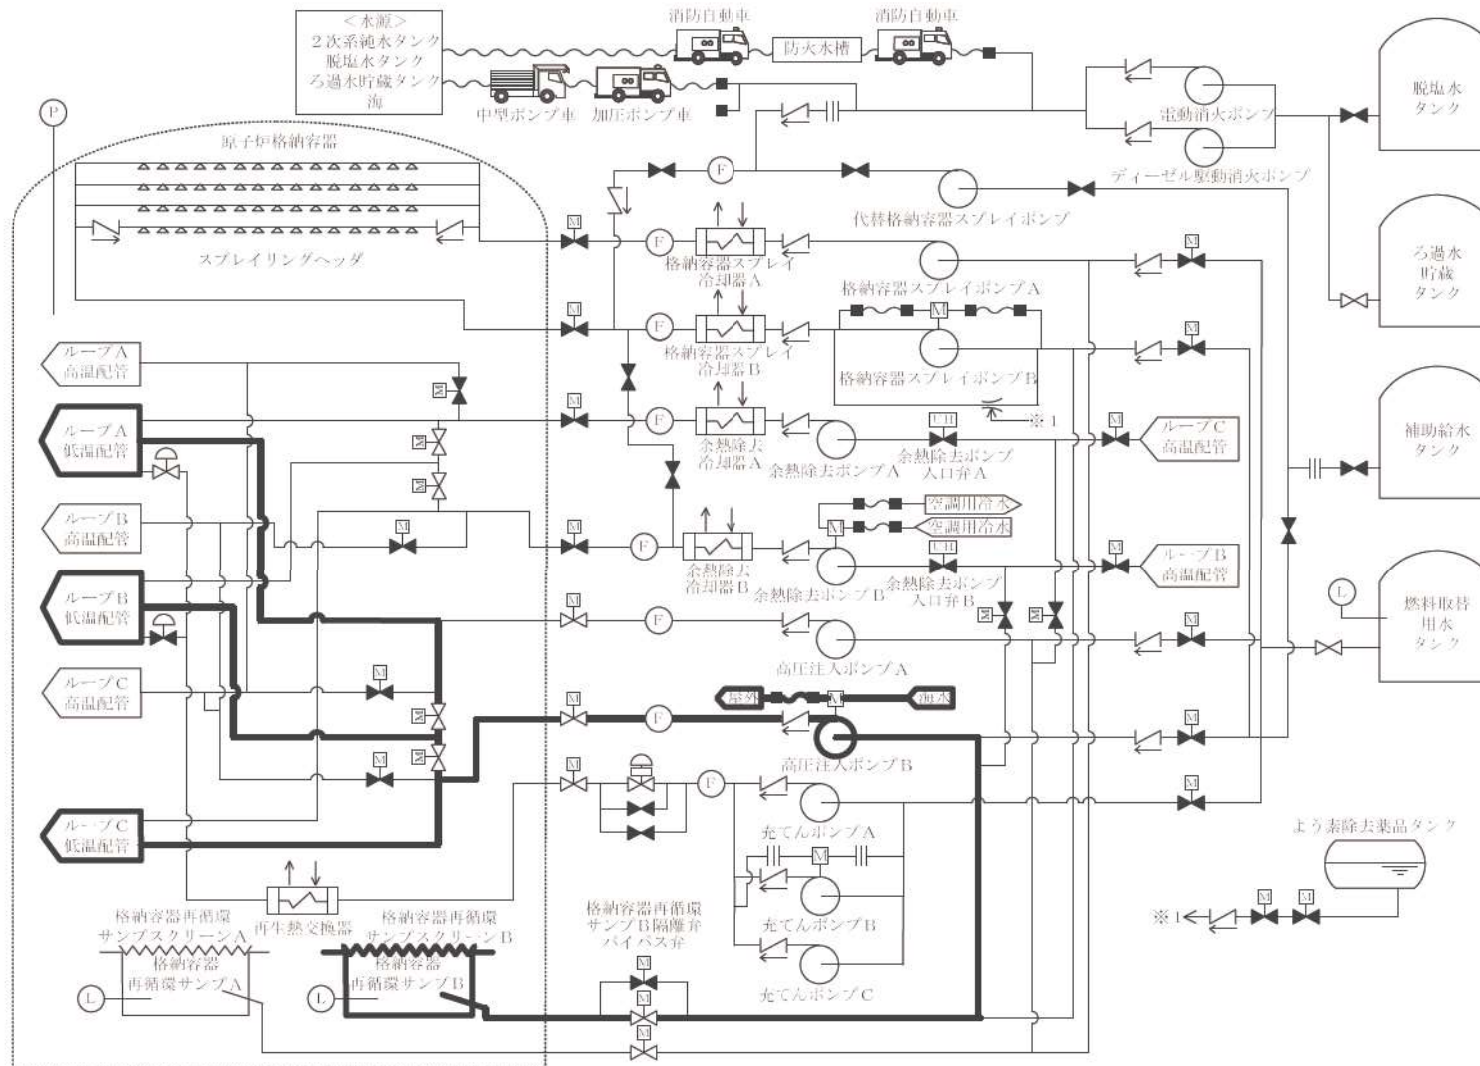 ＜水源＞
２次系純水タンク
脱塩水タンク
ろ過水貯蔵タンク
海
消防自動車
防火水槽
消防自動車
中型ポンプ車
加圧ポンプ車
電動消火ポンプ
ディーゼル駆動消火ポンプ
脱塩水
タンク
P
原子炉格納容器
スプレイリングヘッダ
F
代替格納容器スプレイポンプ
ろ過水
貯蔵
タンク
M
F
格納容器スプレイ
冷却器A
格納容器スプレイポンプA
M
M
F
格納容器スプレイ
冷却器B
M
格納容器スプレイポンプB
M
※1
ループA
高温配管
M
ループA
低温配管
M
M
M
F
余熱除去
冷却器A
余熱除去ポンプA
余熱除去ポンプ
入口弁A
M
ループC
高温配管
補助給水
タンク
空調用冷水
空調用冷水
M
ループB
高温配管
M
M
F
余熱除去
冷却器B
余熱除去ポンプB
余熱除去ポンプ
入口弁B
M
ループB
高温配管
ループB
低温配管
M
F
高圧注入ポンプA
M
M
M
L
燃料取替
用水
タンク
ループC
高温配管
M
M
M
M
屋外
M
海水
M
F
高圧注入ポンプB
M
ループC
低温配管
M
F
充てんポンプA
M
M
充てんポンプB
充てんポンプC
よう素除去薬品タンク
※1
M
M
再生熱交換器
格納容器再循環
サンプスクリーンA
格納容器
再循環サンプA
L
格納容器再循環
サンプスクリーンB
格納容器
再循環サンプB
L
格納容器再循環
サンプB隔離弁
バイパス弁
M
M
M